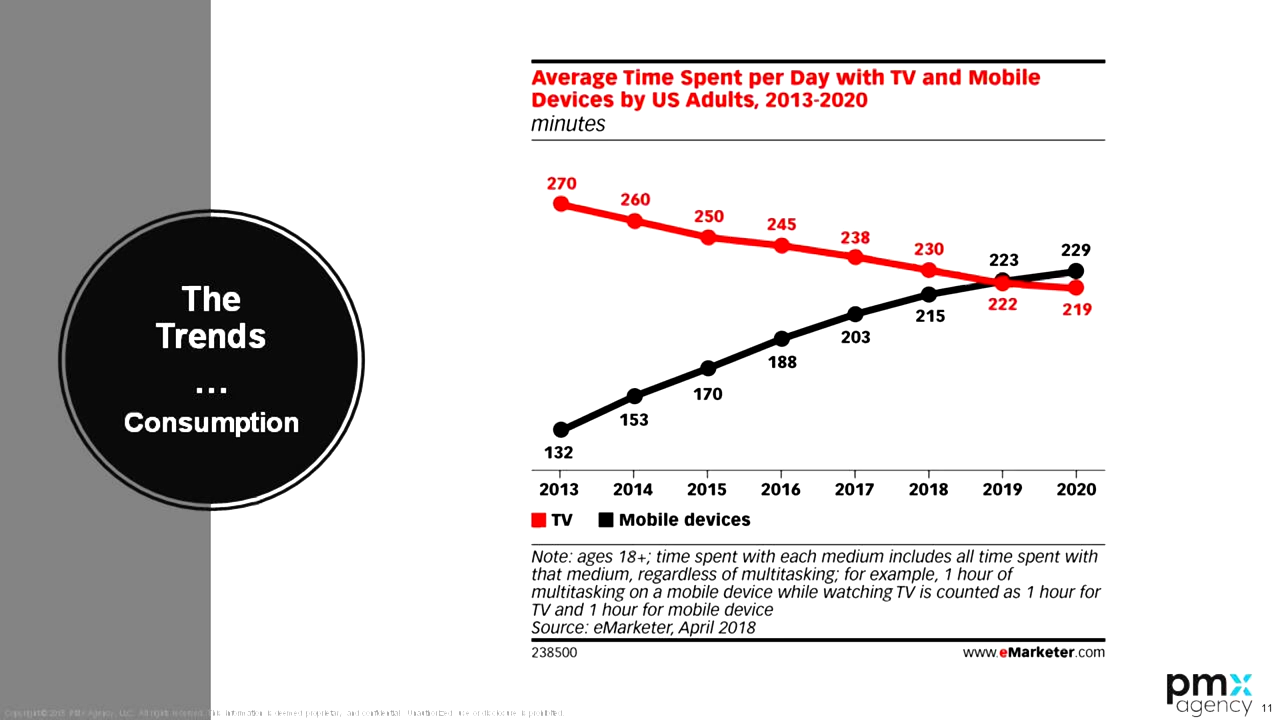 Average Time Spent per Day with TV and Mobile
Devices by US Adults, 2013-2020
minutes
270
260
250
245
238
230
223
229
222
219
215
203
188
170
153
132
2013 2014 2015 2016 2017 2018 2019 2020
TV Mobile devices
Note: ages 18+; time spent with each medium includes all time spent with
that medium, regardless of multitasking; for example, 1 hour of
multitasking on a mobile device while watching TV is counted as 1 hour for
TV and 1 hour for mobile device
Source: eMarketer, April 2018
238500 www.eMarketer.com
The
Trends
...
Consumption
pmx
agency 11